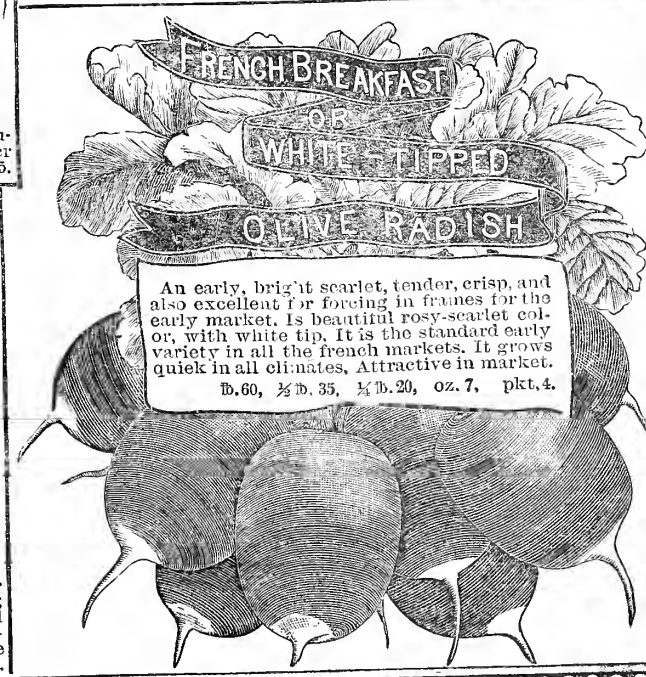 FRENCH BREAKFAST
OR
WHITE-TIPPED
OLIVE RADISH
An early, bright scarlet, tender, crisp, and
also excellent for forcing in frames for the
early market. Is beautiful rosy-scarlet col-
or, with white tip. It is the standard early
variety in all the french markets. It grows
quick in all climates, Attractive in market.
℔.60, ½℔. 35, ¼℔.20, oz. 7, pkt,4.